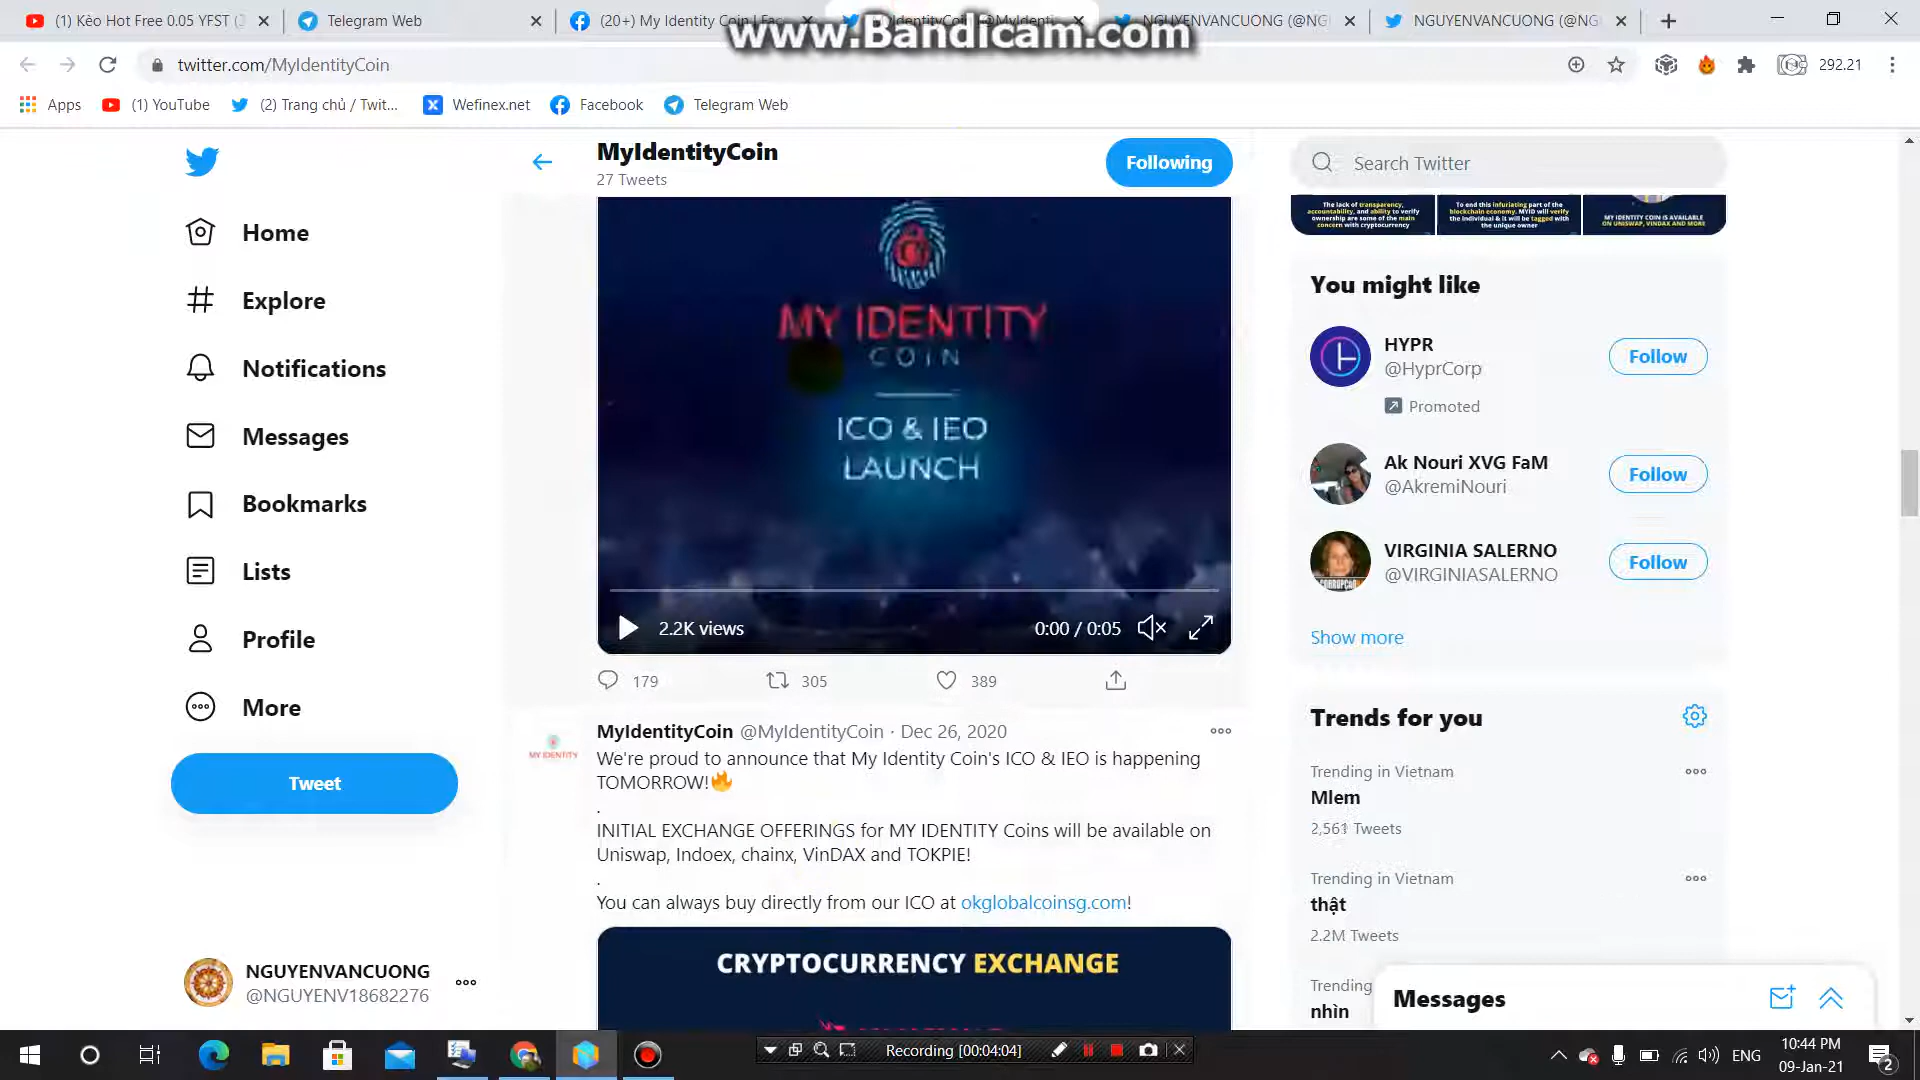 (1) Kèo Hot Free 0.05 YFST (
Telegram Web
(20+) My Identity Coin | Fac
NGUYENVANCUONG (@NG
NGUYENVANCUONG (@NG
www.Bandicam.com
twitter.com/MyIdentityCoin
292.21
Apps
(1) YouTube
(2) Trang chủ / Twit...
Wefinex.net
Facebook
Telegram Web
MyIdentityCoin
27 Tweets
Following
Search Twitter
Home
Explore
Notifications
Messages
Bookmarks
Lists
Profile
More
Tweet
NGUYENVANCUONG
@NGUYENV18682276
MY IDENTITY
COIN
ICO & IEO
LAUNCH
2.2K views
0:00 / 0:05
179
305
389
MY IDENTITY
MyIdentityCoin @MyIdentityCoin · Dec 26, 2020
We're proud to announce that My Identity Coin's ICO & IEO is happening
TOMORROW!🔥
.
INITIAL EXCHANGE OFFERINGS for MY IDENTITY Coins will be available on
Uniswap, Indoex, chainx, VinDAX and TOKPIE!
.
You can always buy directly from our ICO at okglobalcoinsg.com!
CRYPTOCURRENCY EXCHANGE
The lack of transparency,
accountability, and ability to verify
ownership are some of the main
concern with cryptocurrency
To end this infuriating part of the
blockchain economy. MYID will verify
the individual & it will be tagged with
the unique owner
MY IDENTITY COIN IS AVAILABLE
ON UNISWAP, VINDAX AND MORE
You might like
HYPR
@HyprCorp
Promoted
Follow
Ak Nouri XVG FaM
@AkremiNouri
Follow
VIRGINIA SALERNO
@VIRGINIASALERNO
Follow
Show more
Trends for you
Trending in Vietnam
Mlem
2,561 Tweets
Trending in Vietnam
thật
2.2M Tweets
Trending
nhìn
Messages
Recording [00:04:04]
ENG
10:44 PM
09-Jan-21
2